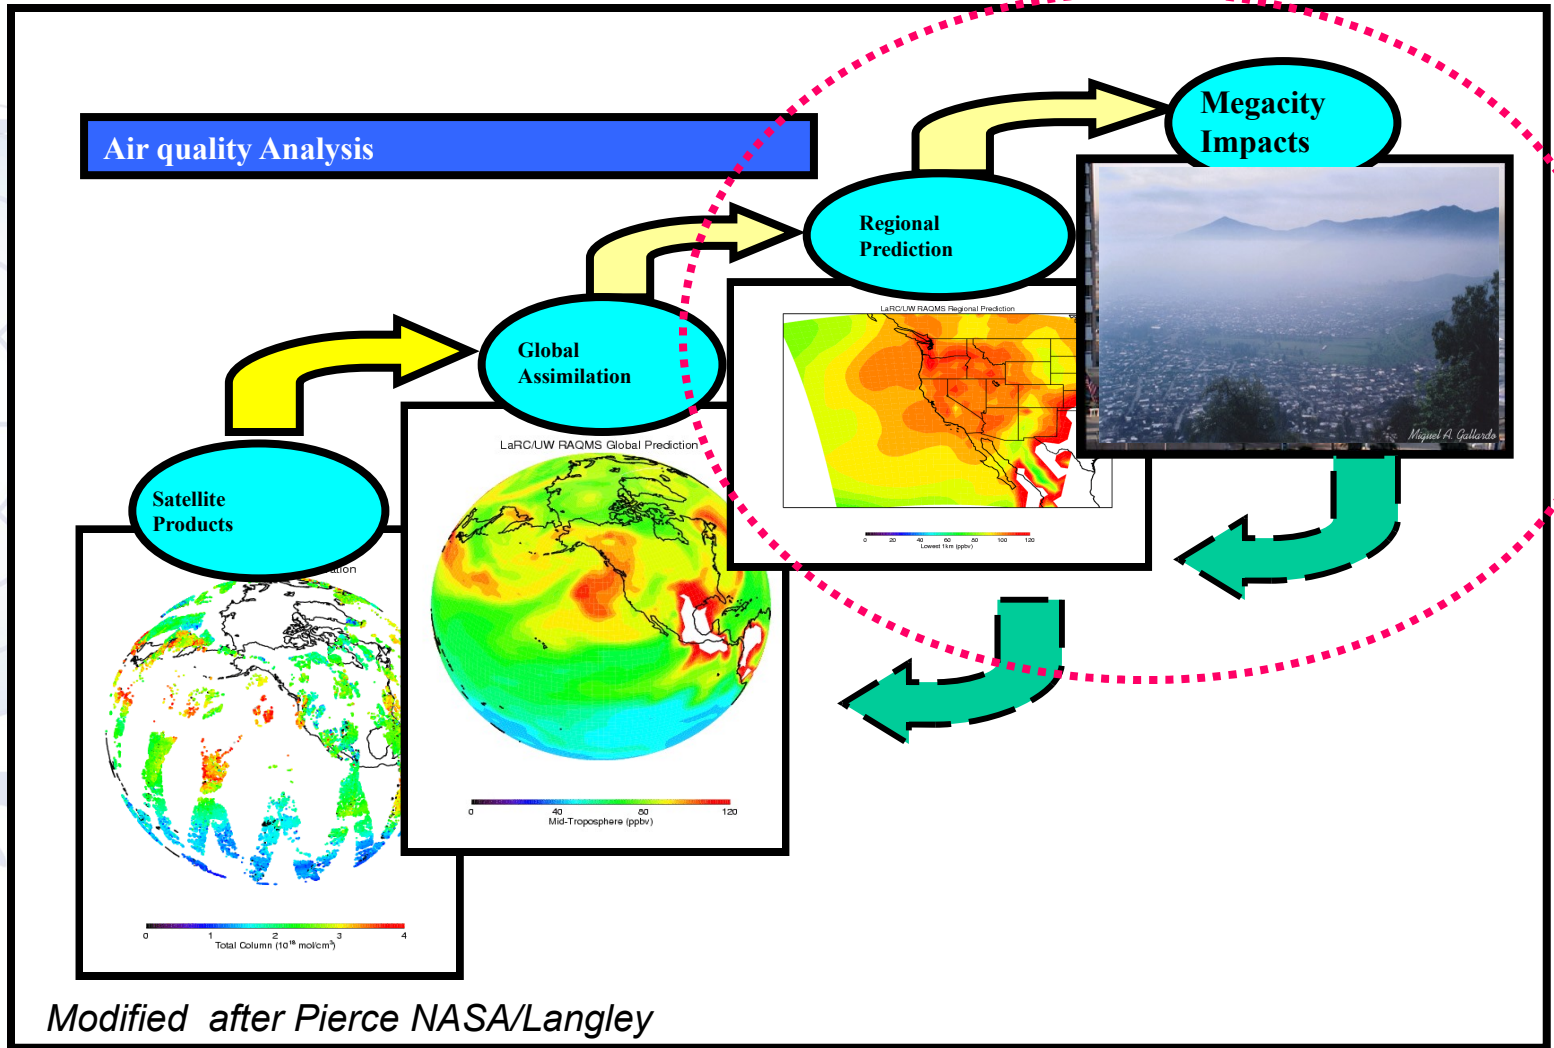 Air quality Analysis
Megacity
Impacts
Regional
Prediction
Global
Assimilation
Satellite
Products
LaRC/UW RAQMS Regional Prediction
0 20 40 60 80 100 120
Lowest 1km (ppbv)
Miguel A. Gallardo
LaRC/UW RAQMS Global Prediction
0 40 80 120
Mid-Troposphere (ppbv)
0 1 2 3 4
Total Column (10¹⁸ mol/cm³)
Modified after Pierce NASA/Langley